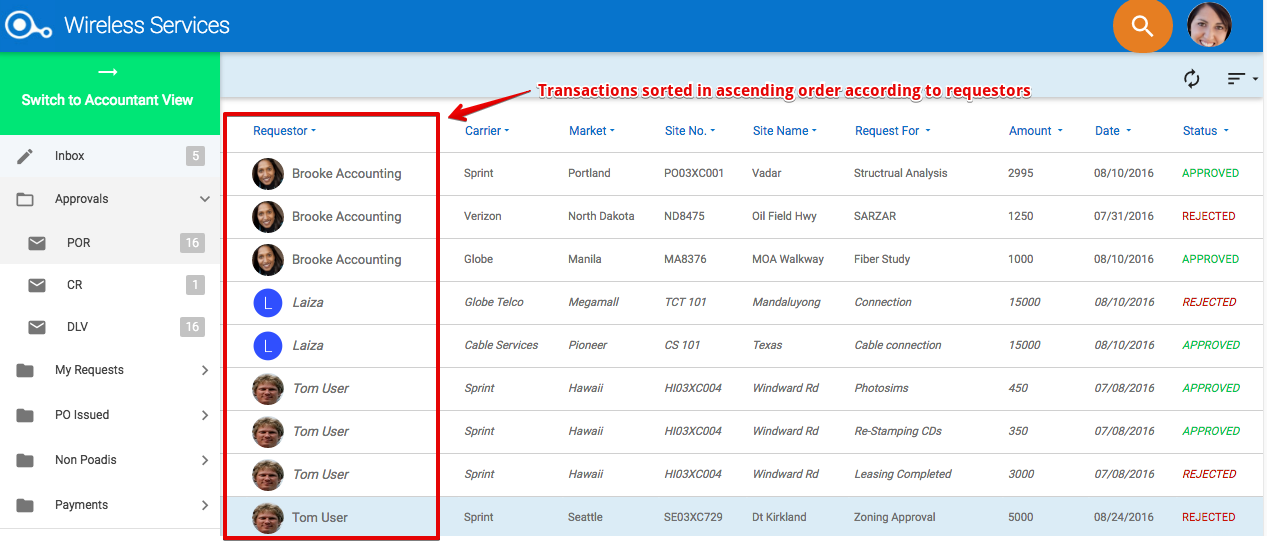 Wireless Services
Switch to Accountant View
Transactions sorted in ascending order according to requestors
Inbox 5
Approvals
POR 16
CR 1
DLV 16
My Requests
PO Issued
Non Poadis
Payments
Requestor Carrier Market Site No. Site Name Request For Amount Date Status
Brooke Accounting Sprint Portland PO03XC001 Vadar Structrual Analysis 2995 08/10/2016 APPROVED
Brooke Accounting Verizon North Dakota ND8475 Oil Field Hwy SARZAR 1250 07/31/2016 REJECTED
Brooke Accounting Globe Manila MA8376 MOA Walkway Fiber Study 1000 08/10/2016 APPROVED
L Laiza Globe Telco Megamall TCT 101 Mandaluyong Connection 15000 08/10/2016 REJECTED
L Laiza Cable Services Pioneer CS 101 Texas Cable connection 15000 08/10/2016 APPROVED
Tom User Sprint Hawaii HI03XC004 Windward Rd Photosims 450 07/08/2016 APPROVED
Tom User Sprint Hawaii HI03XC004 Windward Rd Re-Stamping CDs 350 07/08/2016 APPROVED
Tom User Sprint Hawaii HI03XC004 Windward Rd Leasing Completed 3000 07/08/2016 REJECTED
Tom User Sprint Seattle SE03XC729 Dt Kirkland Zoning Approval 5000 08/24/2016 REJECTED